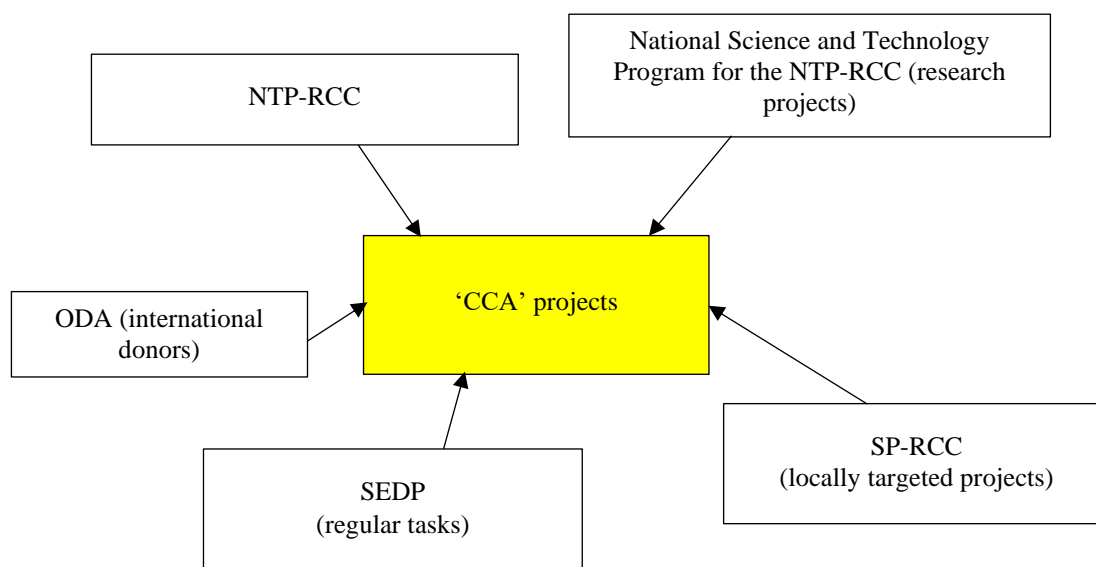 NTP-RCC
National Science and Technology
Program for the NTP-RCC (research
projects)
‘CCA’ projects
ODA (international
donors)
SP-RCC
(locally targeted projects)
SEDP
(regular tasks)